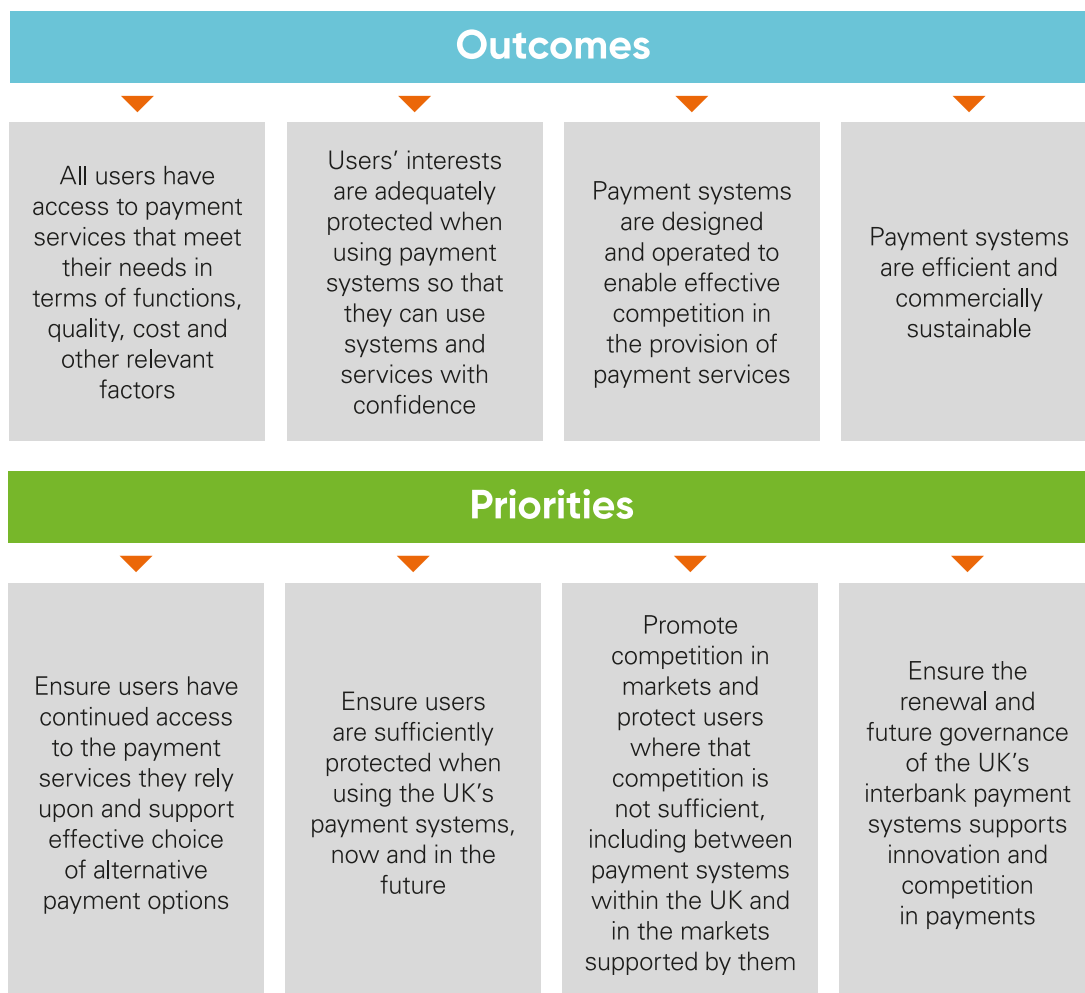 Outcomes
All users have
access to payment
services that meet
their needs in
terms of functions,
quality, cost and
other relevant
factors
Users’ interests
are adequately
protected when
using payment
systems so that
they can use
systems and
services with
confidence
Payment systems
are designed
and operated to
enable effective
competition in
the provision of
payment services
Payment systems
are efficient and
commercially
sustainable
Priorities
Ensure users have
continued access
to the payment
services they rely
upon and support
effective choice
of alternative
payment options
Ensure users
are sufficiently
protected when
using the UK’s
payment systems,
now and in the
future
Promote
competition in
markets and
protect users
where that
competition is
not sufficient,
including between
payment systems
within the UK and
in the markets
supported by them
Ensure the
renewal and
future governance
of the UK’s
interbank payment
systems supports
innovation and
competition
in payments